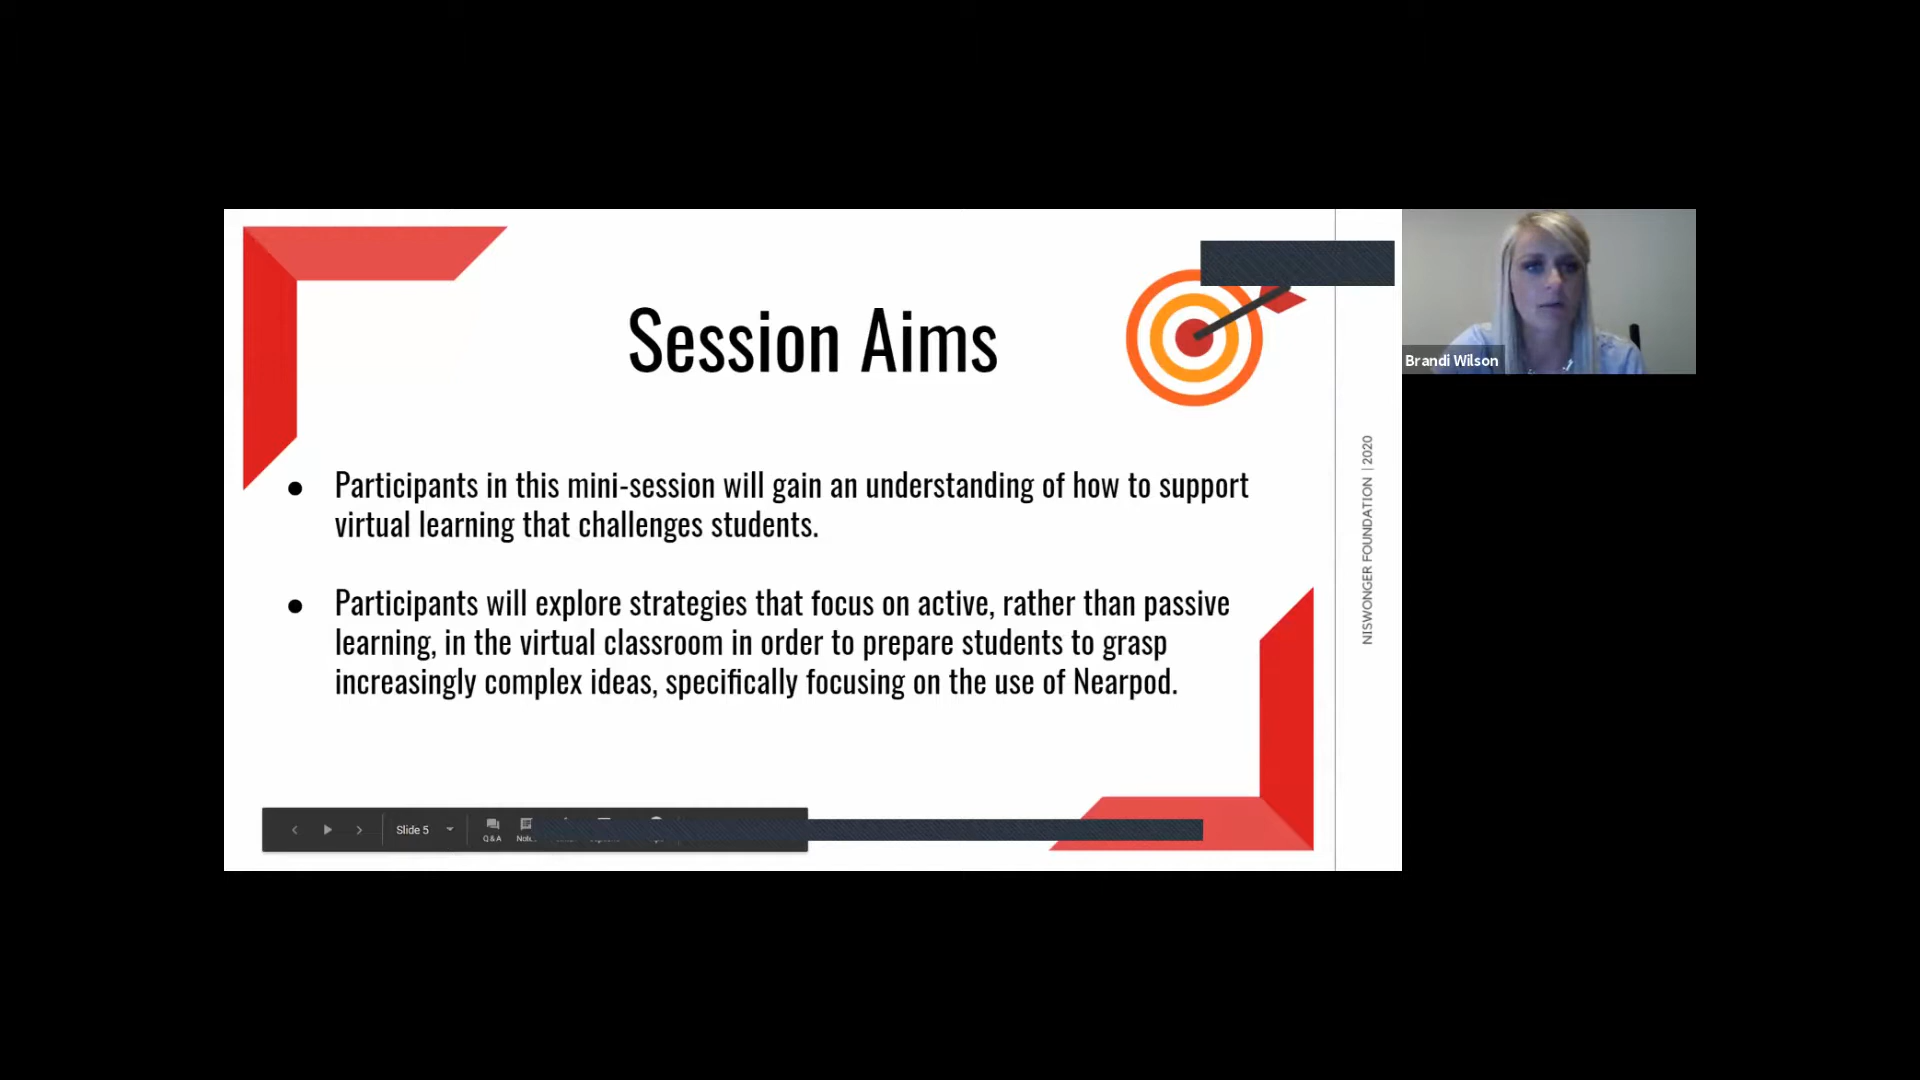 Session Aims
● Participants in this mini-session will gain an understanding of how to support
virtual learning that challenges students.
● Participants will explore strategies that focus on active, rather than passive
learning, in the virtual classroom in order to prepare students to grasp
increasingly complex ideas, specifically focusing on the use of Nearpod.
NISWONGER FOUNDATION | 2020
Brandi Wilson
Slide 5
Q&A